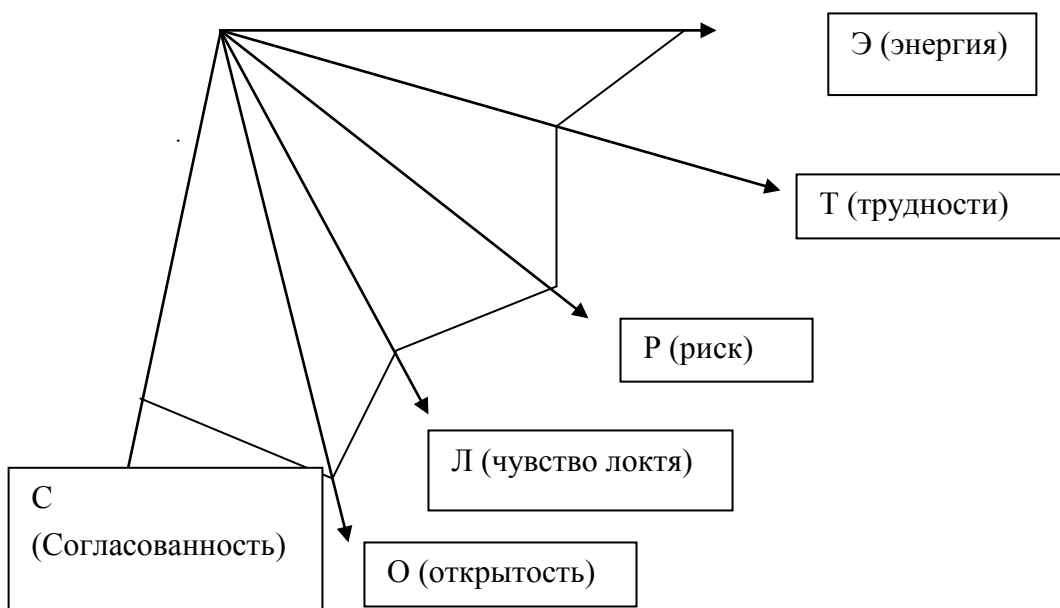 Э (энергия)
Т (трудности)
Р (риск)
Л (чувство локтя)
С
(Согласованность)
О (открытость)